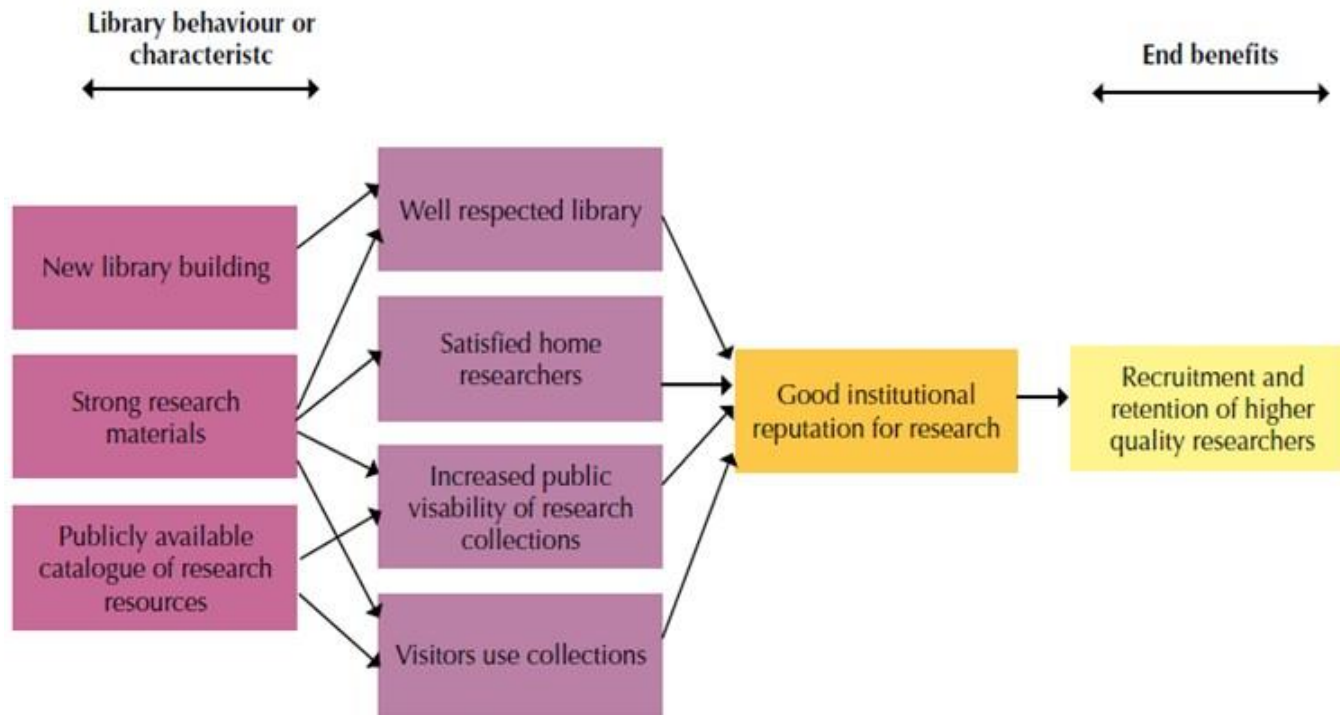 Library behaviour or
characteristc
End benefits
New library building
Strong research
materials
Publicly available
catalogue of research
resources
Well respected library
Satisfied home
researchers
Increased public
visability of research
collections
Visitors use collections
Good institutional
reputation for research
Recruitment and
retention of higher
quality researchers